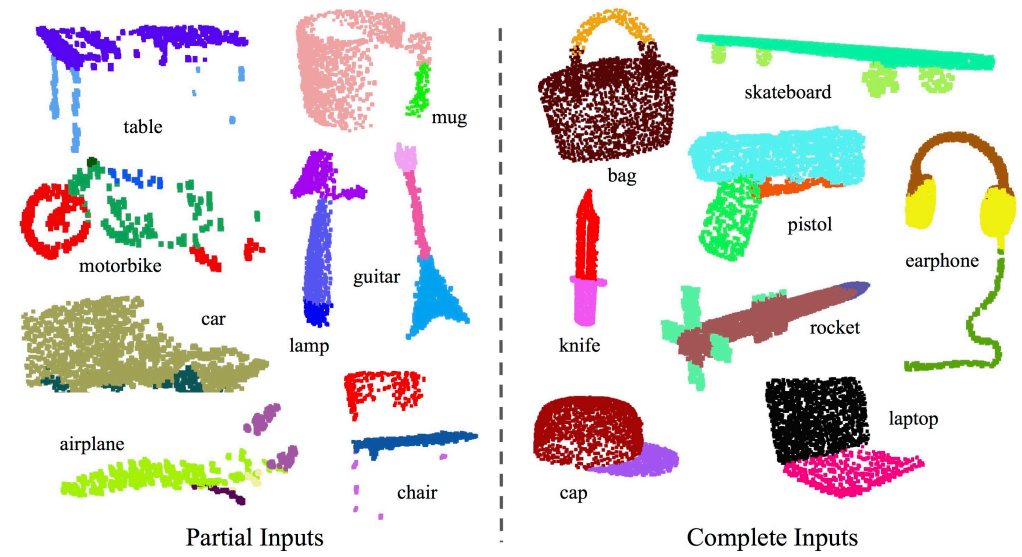 table
mug
motorbike
guitar
car
lamp
airplane
chair
Partial Inputs
skateboard
bag
pistol
earphone
knife
rocket
laptop
cap
Complete Inputs